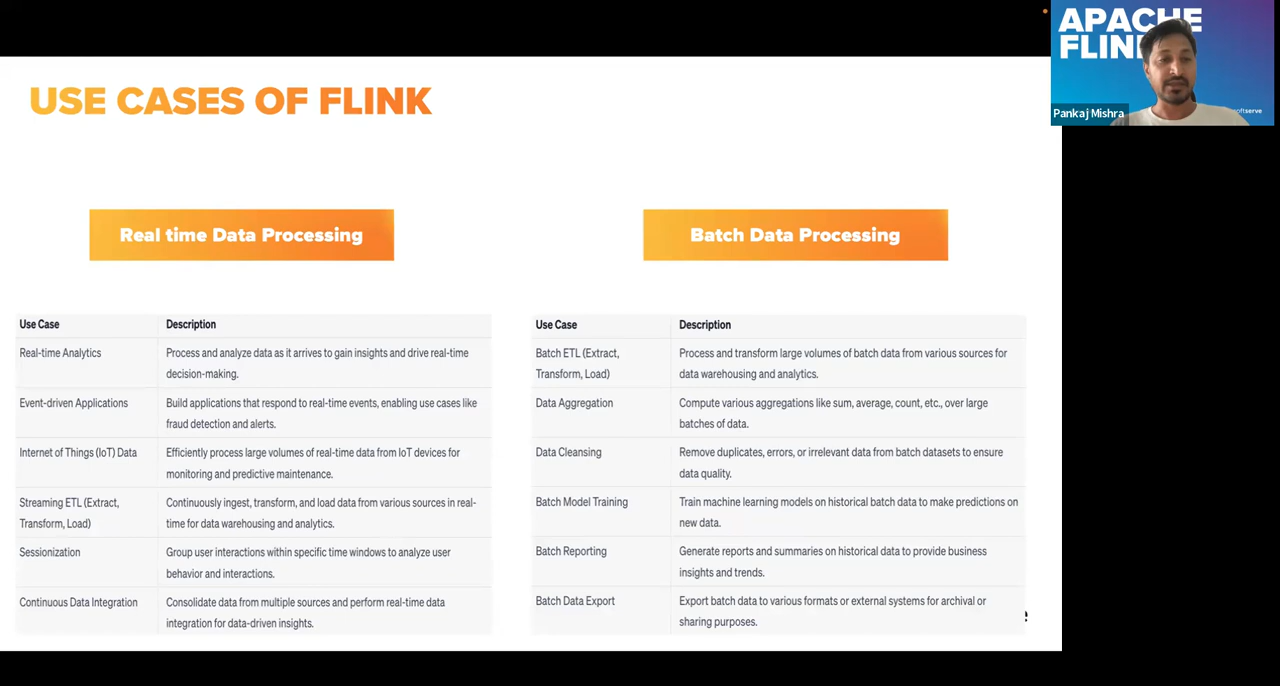 USE CASES OF FLINK
Real time Data Processing
Use Case Description
Real-time Analytics Process and analyze data as it arrives to gain insights and drive real-time
decision-making.
Event-driven Applications Build applications that respond to real-time events, enabling use cases like
fraud detection and alerts.
Internet of Things (IoT) Data Efficiently process large volumes of real-time data from IoT devices for
monitoring and predictive maintenance.
Streaming ETL (Extract, Continuously ingest, transform, and load data from various sources in real-
Transform, Load) time for data warehousing and analytics.
Sessionization Group user interactions within specific time windows to analyze user
behavior and interactions.
Continuous Data Integration Consolidate data from multiple sources and perform real-time data
integration for data-driven insights.
Batch Data Processing
Use Case Description
Batch ETL (Extract, Process and transform large volumes of batch data from various sources for
Transform, Load) data warehousing and analytics.
Data Aggregation Compute various aggregations like sum, average, count, etc., over large
batches of data.
Data Cleansing Remove duplicates, errors, or irrelevant data from batch datasets to ensure
data quality.
Batch Model Training Train machine learning models on historical batch data to make predictions on
new data.
Batch Reporting Generate reports and summaries on historical data to provide business
insights and trends.
Batch Data Export Export batch data to various formats or external systems for archival or
sharing purposes.
e
APACHE
FLIN
Pankaj Mishra
softserve